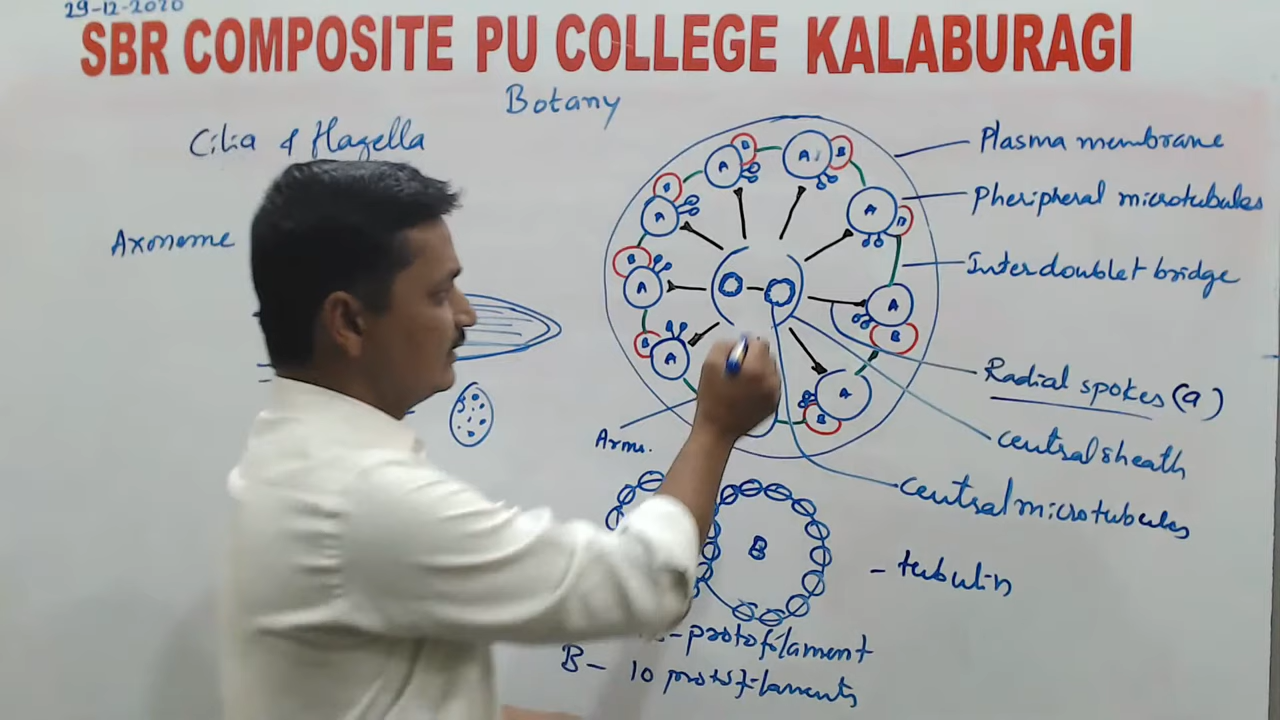 29-12-2020
SBR COMPOSITE PU COLLEGE KALABURAGI
Botany
Cilia & Flagella
Axoneme
Plasma membrane
Pheripheral microtubules
Interdoublet bridge
Radial spokes (9)
central sheath
central microtubules
Arms.
A B
A B
A B
A B
A B
A B
A B
A B
A B
B
- tubulin
- protofilament
B - 10 protofilaments